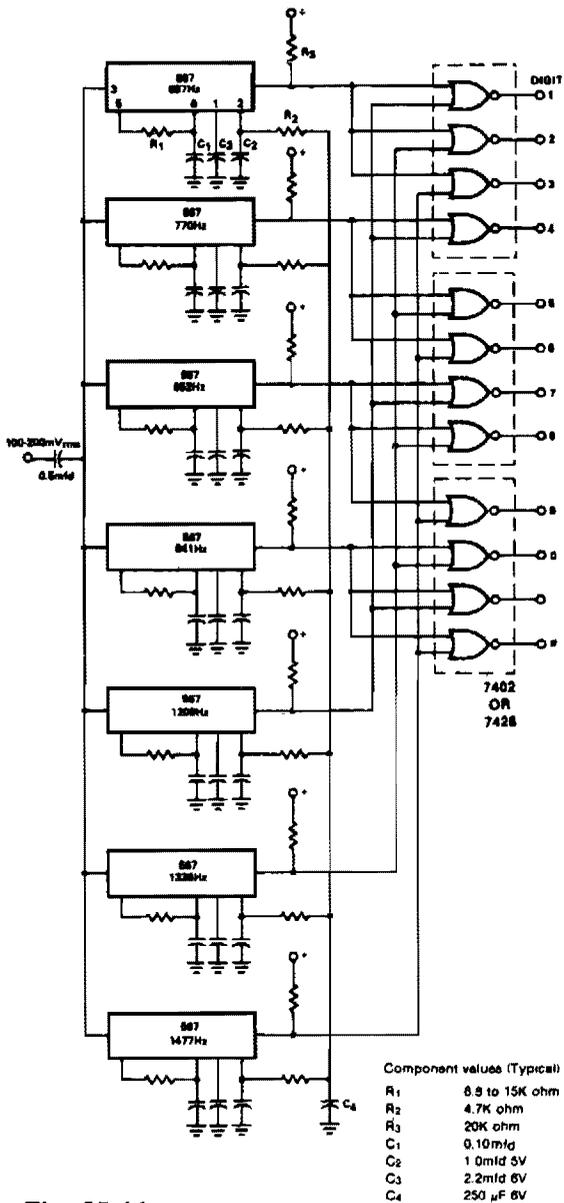 +
R3
567
697Hz
3
5
6
1
2
R1
C1
C3
C2
R2
DIGIT
1
2
3
4
+
567
770Hz
5
6
7
8
+
567
852Hz
100-200mVrms
0.5mfd
9
0
#
+
567
941Hz
7402
OR
7428
+
567
1209Hz
+
567
1336Hz
+
567
1477Hz
C4
Component values (Typical)
R1 6.8 to 15K ohm
R2 4.7K ohm
R3 20K ohm
C1 0.10mfd
C2 1.0mfd 5V
C3 2.2mfd 6V
C4 250 µF 6V